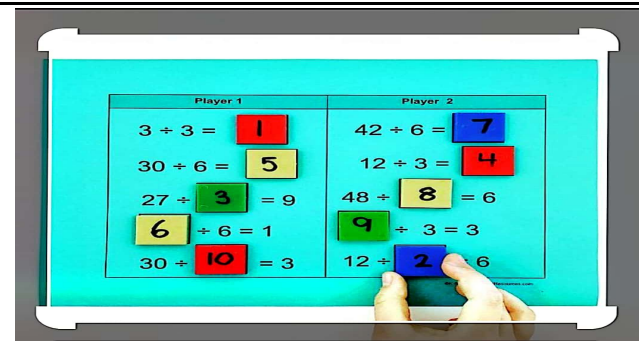 Player 1 Player 2
3 ÷ 3 = 1 42 ÷ 6 = 7
30 ÷ 6 = 5 12 ÷ 3 = 4
27 ÷ 3 = 9 48 ÷ 8 = 6
6 ÷ 6 = 1 9 ÷ 3 = 3
30 ÷ 10 = 3 12 ÷ 2 = 6